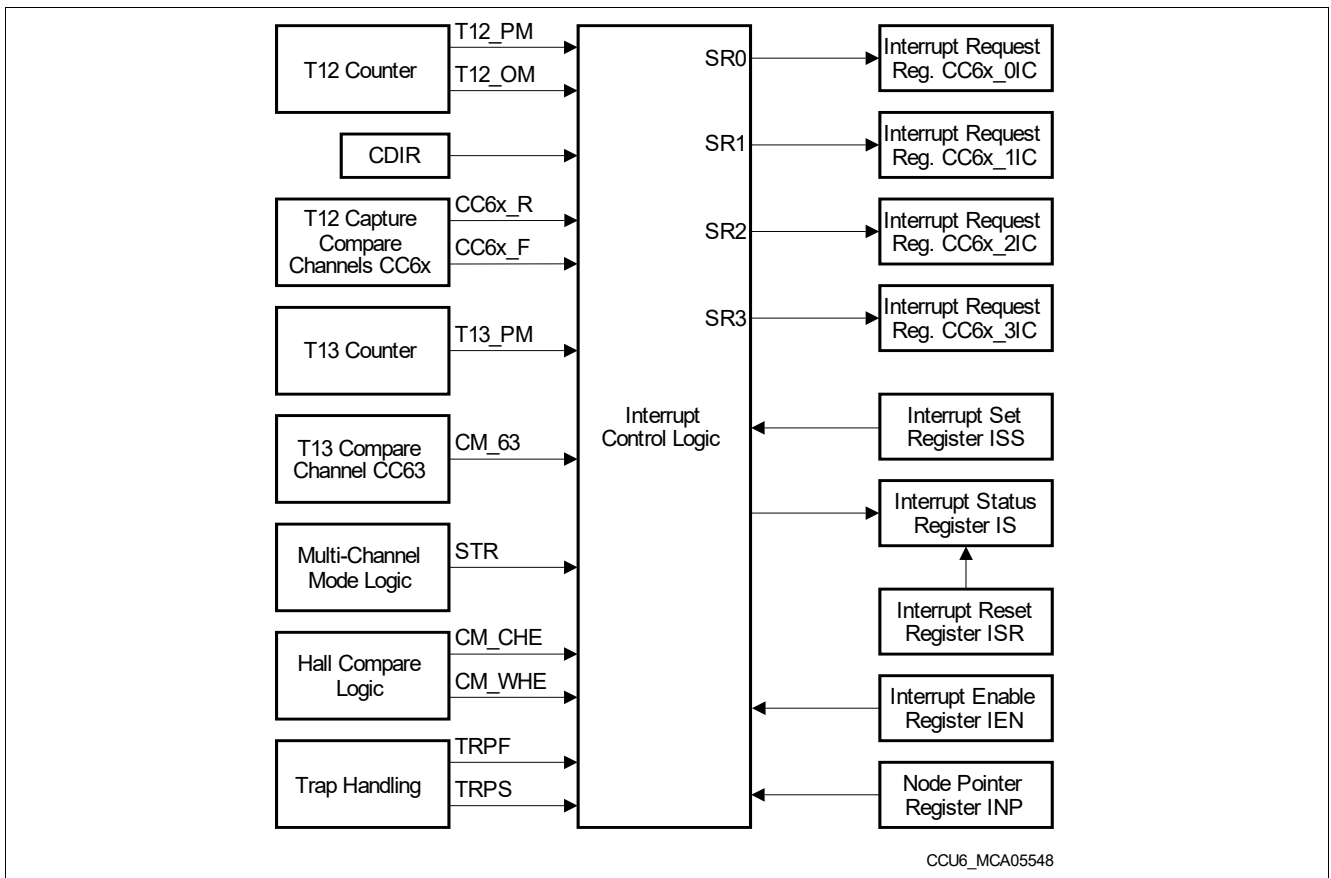 T12 Counter
T12_PM
T12_OM
CDIR
T12 Capture
Compare
Channels CC6x
CC6x_R
CC6x_F
T13 Counter
T13_PM
T13 Compare
Channel CC63
CM_63
Multi-Channel
Mode Logic
STR
Hall Compare
Logic
CM_CHE
CM_WHE
Trap Handling
TRPF
TRPS
Interrupt
Control Logic
SR0
SR1
SR2
SR3
Interrupt Request
Reg. CC6x_0IC
Interrupt Request
Reg. CC6x_1IC
Interrupt Request
Reg. CC6x_2IC
Interrupt Request
Reg. CC6x_3IC
Interrupt Set
Register ISS
Interrupt Status
Register IS
Interrupt Reset
Register ISR
Interrupt Enable
Register IEN
Node Pointer
Register INP
CCU6_MCA05548